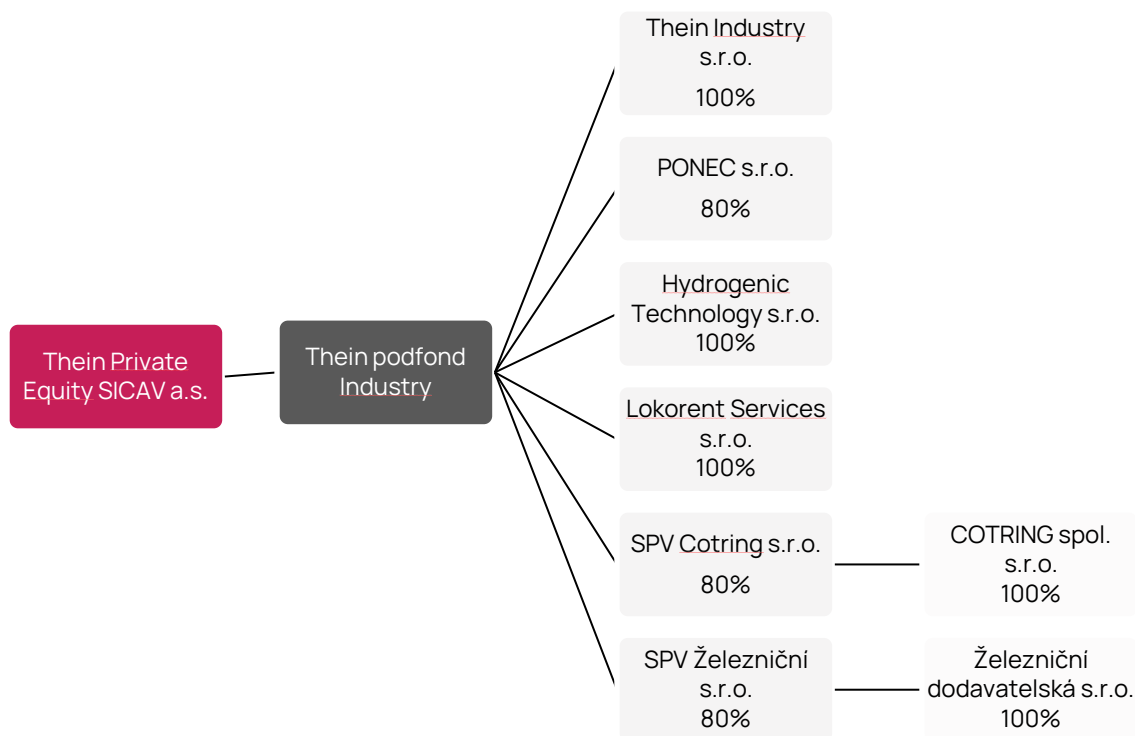 Thein Private
Equity SICAV a.s.
Thein podfond
Industry
Thein Industry
s.r.o.
100%
PONEC s.r.o.
80%
Hydrogenic
Technology s.r.o.
100%
Lokorent Services
s.r.o.
100%
SPV Cotring s.r.o.
80%
COTRING spol.
s.r.o.
100%
SPV Železniční
s.r.o.
80%
Železniční
dodavatelská s.r.o.
100%